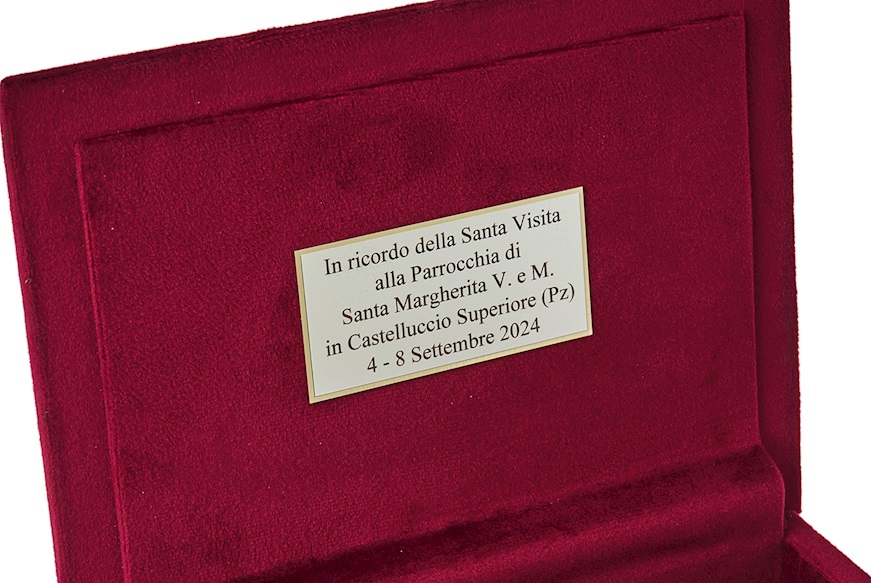 In ricordo della Santa Visita
alla Parrocchia di
Santa Margherita V. e M.
in Castelluccio Superiore (Pz)
4 - 8 Settembre 2024